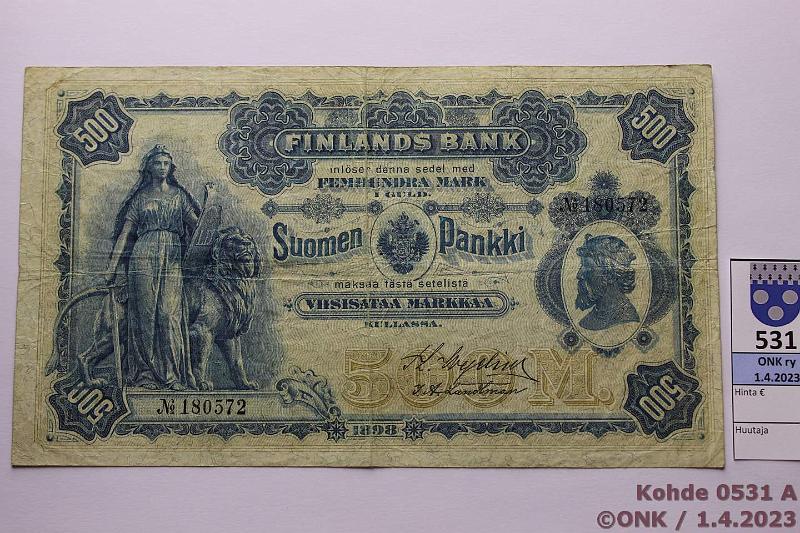 500
500
FINLANDS BANK
inlöser denna sedel med
FEMHUNDRA MARK
I GULD.
№ 180572
Suomen Pankki
maksaa tästä setelistä
VIISISATAA MARKKAA
KULLASSA.
500 M.
J. A. Landtman
500
№ 180572
1898
500
531
ONK ry
1.4.2023
Hinta €
Huutaja
Kohde 0531 A
©ONK / 1.4.2023